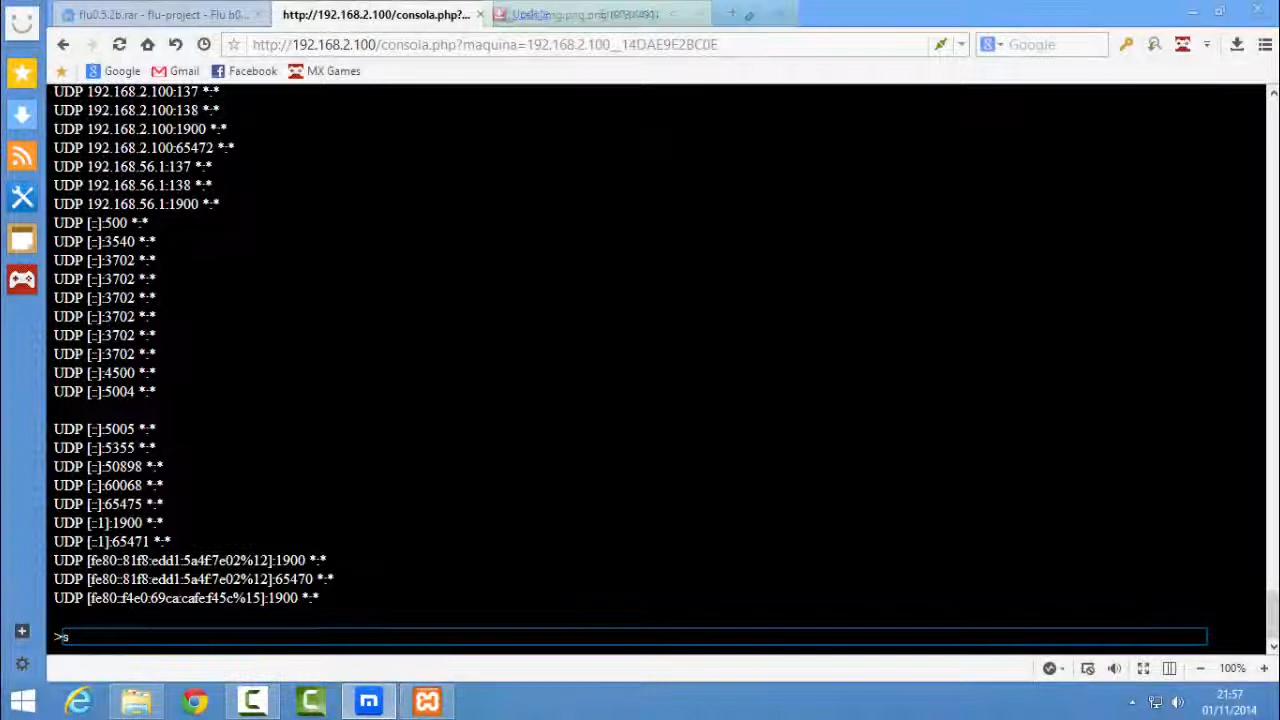 flu0.5.2b.rar - flu-project - Flu b0...
http://192.168.2.100/consola.php?...
http://192.168.2.100/consola.php?maquina=192.168.2.100__14DAE9E2BC0E
Google
Google
Gmail
Facebook
MX Games
UDP 192.168.2.100:137 *:*
UDP 192.168.2.100:138 *:*
UDP 192.168.2.100:1900 *:*
UDP 192.168.2.100:65472 *:*
UDP 192.168.56.1:137 *:*
UDP 192.168.56.1:138 *:*
UDP 192.168.56.1:1900 *:*
UDP [::]:500 *:*
UDP [::]:3540 *:*
UDP [::]:3702 *:*
UDP [::]:3702 *:*
UDP [::]:3702 *:*
UDP [::]:3702 *:*
UDP [::]:3702 *:*
UDP [::]:3702 *:*
UDP [::]:4500 *:*
UDP [::]:5004 *:*
UDP [::]:5005 *:*
UDP [::]:5355 *:*
UDP [::]:50898 *:*
UDP [::]:60068 *:*
UDP [::]:65475 *:*
UDP [::1]:1900 *:*
UDP [::1]:65471 *:*
UDP [fe80::81f8:edd1:5a4f:7e02%12]:1900 *:*
UDP [fe80::81f8:edd1:5a4f:7e02%12]:65470 *:*
UDP [fe80::f4e0:69ca:cafe:f45c%15]:1900 *:*
>s
100%
21:57
01/11/2014